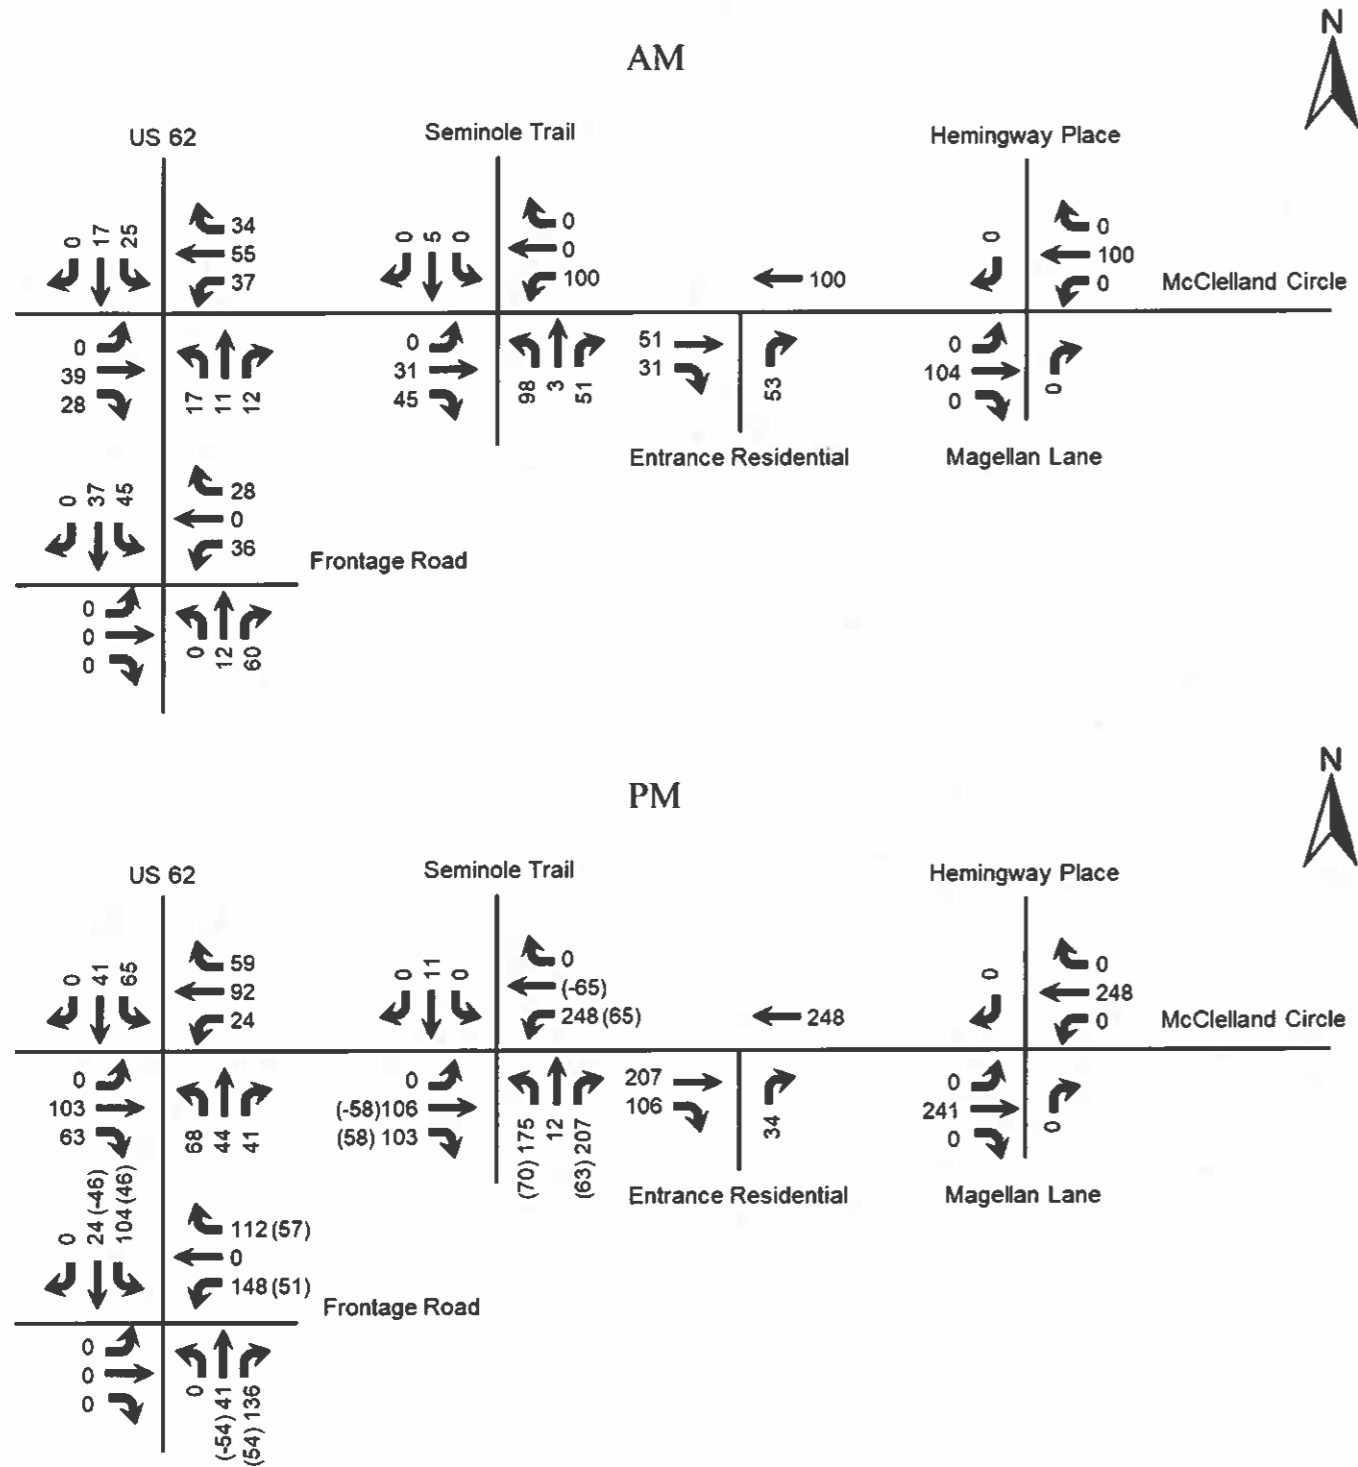 N
AM
US 62
Seminole Trail
Hemingway Place
0 17 25
34
55
37
0 5 0
0
0
100
100
0
0
100
0
McClelland Circle
0
39
28
17 11 12
0
31
45
98 3 51
51
31
53
0
104
0
0
Entrance Residential
Magellan Lane
0 37 45
28
0
36
Frontage Road
0
0
0
0 12 60
N
PM
US 62
Seminole Trail
Hemingway Place
0 41 65
59
92
24
0 11 0
0
(-65)
248 (65)
248
0
0
248
0
McClelland Circle
0
103
63
68 44 41
0
(-58) 106
(58) 103
(70) 175 12 (63) 207
207
106
34
0
241
0
0
Entrance Residential
Magellan Lane
0 24 (-46) 104 (46)
112 (57)
0
148 (51)
Frontage Road
0
0
0
0 (-54) 41 (54) 136